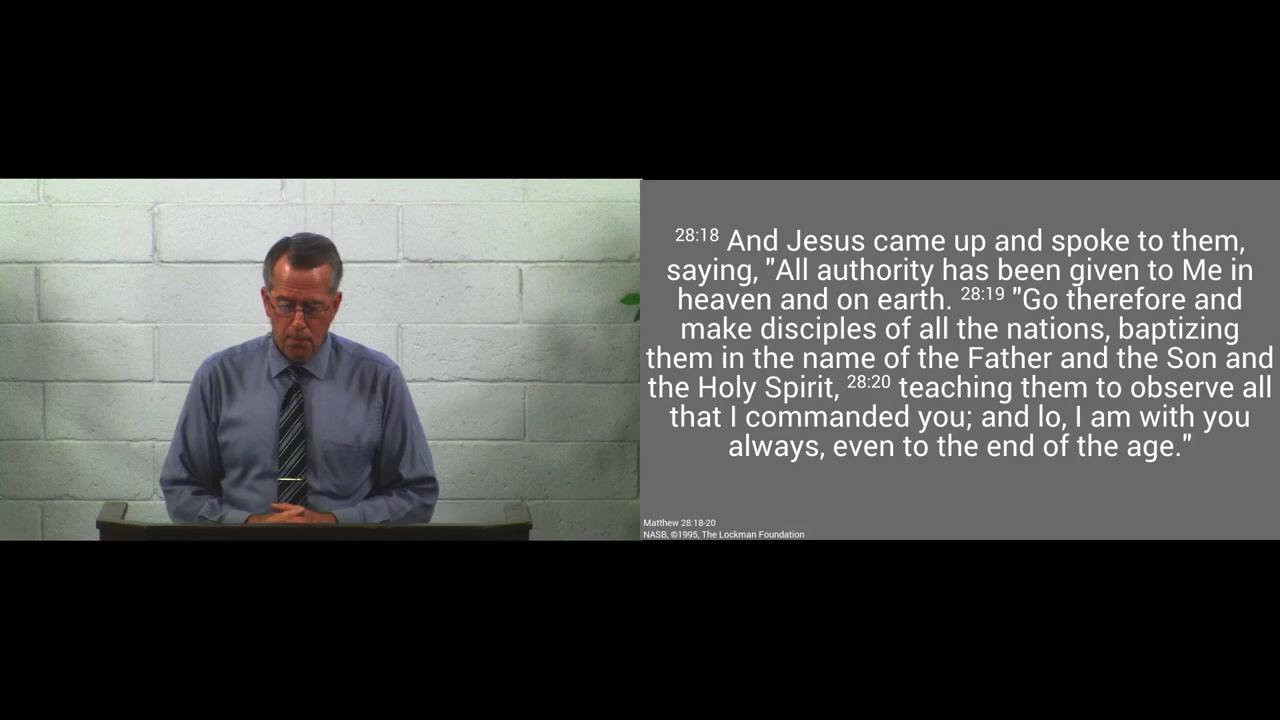 28:18 And Jesus came up and spoke to them,
saying, "All authority has been given to Me in
heaven and on earth. 28:19 "Go therefore and
make disciples of all the nations, baptizing
them in the name of the Father and the Son and
the Holy Spirit, 28:20 teaching them to observe all
that I commanded you; and lo, I am with you
always, even to the end of the age."
Matthew 28:18-20
NASB, ©1995, The Lockman Foundation